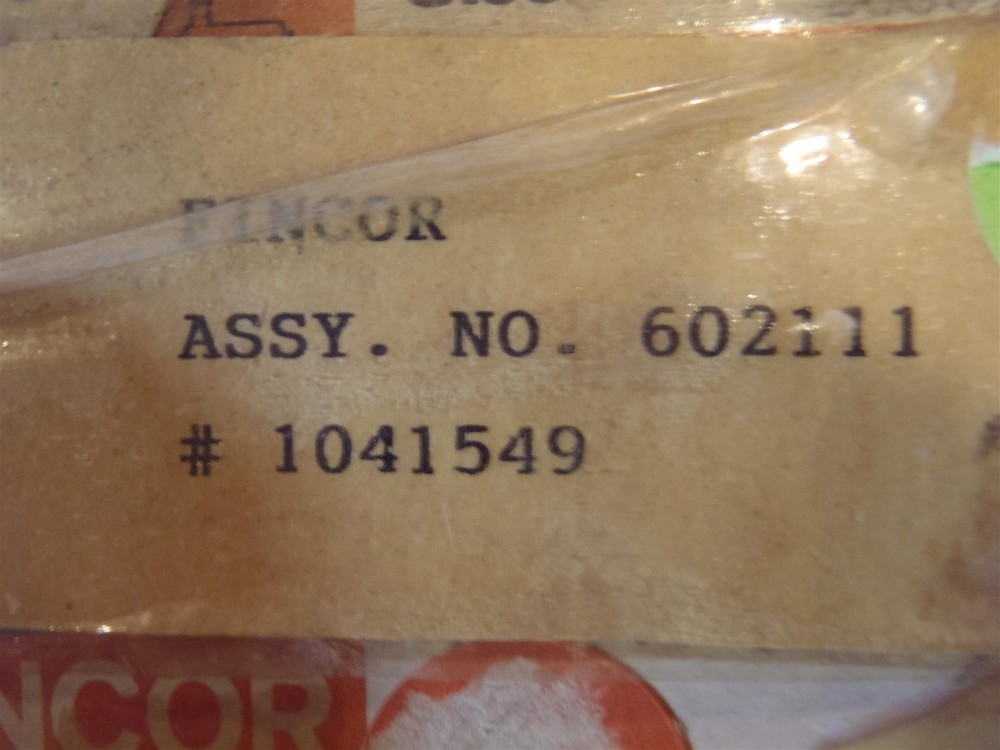 FINCOR
ASSY. NO. 602111
# 1041549
NCOR